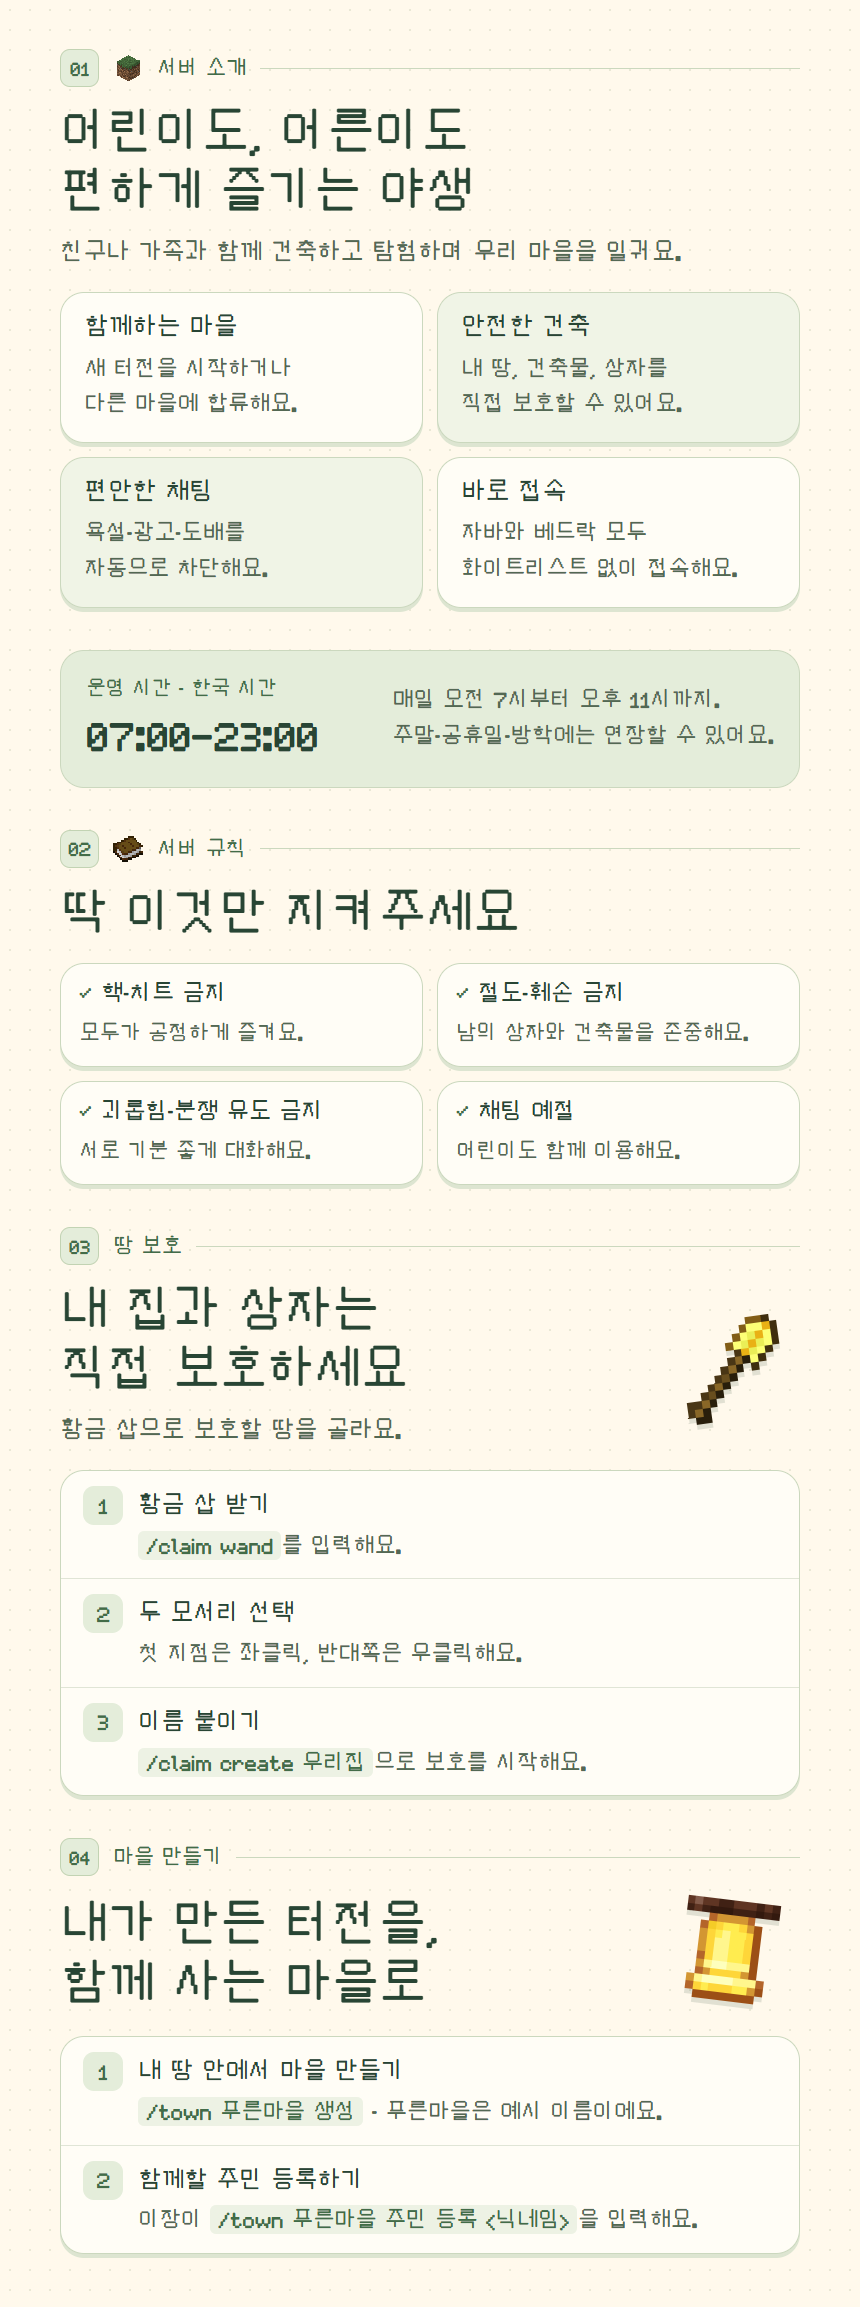 01 서버 소개
어린이도, 어른이도
편하게 즐기는 야생
친구나 가족과 함께 건축하고 탐험하며 우리 마을을 일궈요.
함께하는 마을
새 터전을 시작하거나
다른 마을에 합류해요.
안전한 건축
내 땅, 건축물, 상자를
직접 보호할 수 있어요.
편안한 채팅
욕설·광고·도배를
자동으로 차단해요.
바로 접속
자바와 베드락 모두
화이트리스트 없이 접속해요.
운영 시간 · 한국 시간
07:00–23:00
매일 오전 7시부터 오후 11시까지.
주말·공휴일·방학에는 연장할 수 있어요.
02 서버 규칙
딱 이것만 지켜주세요
✓ 핵·치트 금지
모두가 공정하게 즐겨요.
✓ 절도·훼손 금지
남의 상자와 건축물을 존중해요.
✓ 괴롭힘·분쟁 유도 금지
서로 기분 좋게 대화해요.
✓ 채팅 예절
어린이도 함께 이용해요.
03 땅 보호
내 집과 상자는
직접 보호하세요
황금 삽으로 보호할 땅을 골라요.
1 황금 삽 받기
/claim wand 를 입력해요.
2 두 모서리 선택
첫 지점은 좌클릭, 반대쪽은 우클릭해요.
3 이름 붙이기
/claim create 우리집 으로 보호를 시작해요.
04 마을 만들기
내가 만든 터전을,
함께 사는 마을로
1 내 땅 안에서 마을 만들기
/town 푸른마을 생성 · 푸른마을은 예시 이름이에요.
2 함께할 주민 등록하기
이장이 /town 푸른마을 주민 등록 <닉네임> 을 입력해요.